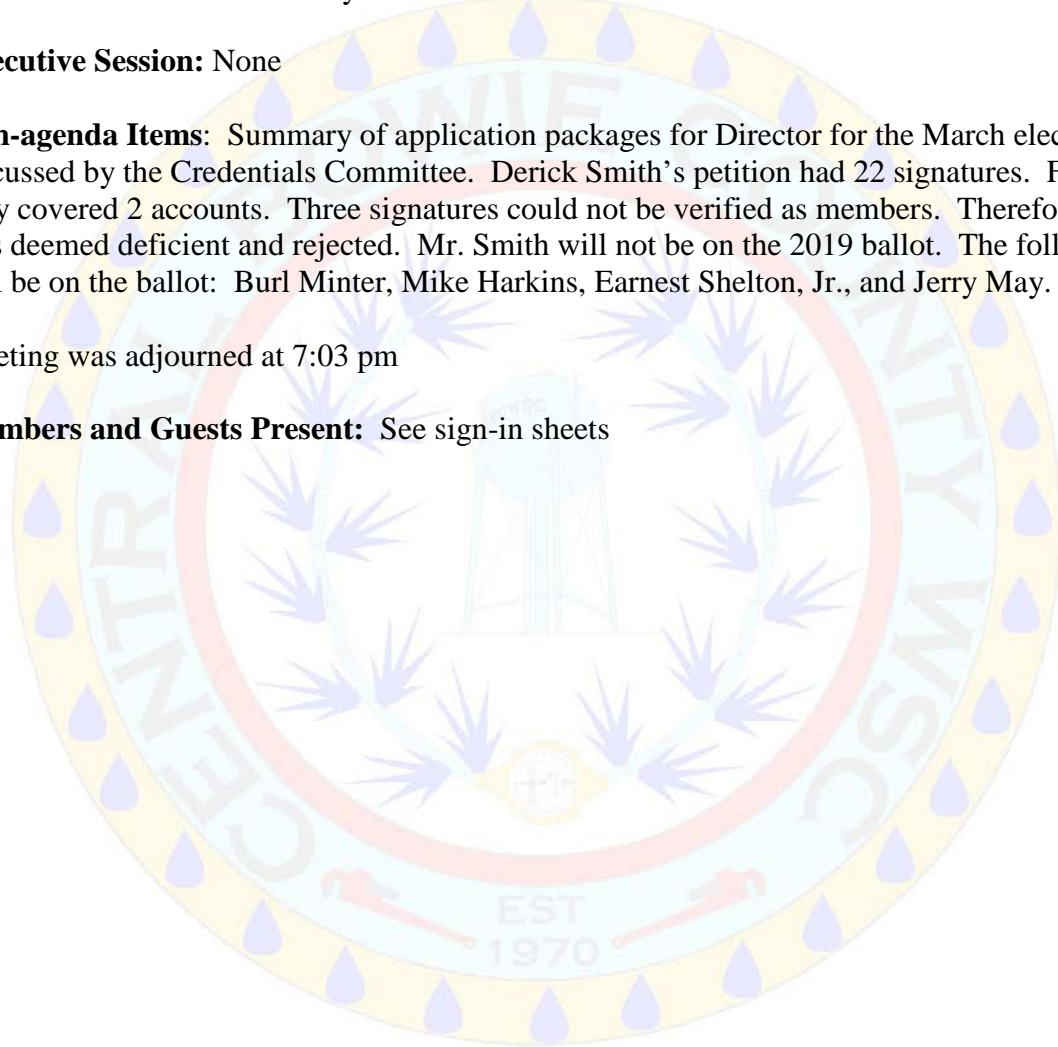 ecutive Session: None
n-agenda Items: Summary of application packages for Director for the March elec
cussed by the Credentials Committee. Derick Smith's petition had 22 signatures. F
y covered 2 accounts. Three signatures could not be verified as members. Therefo
s deemed deficient and rejected. Mr. Smith will not be on the 2019 ballot. The foll
l be on the ballot: Burl Minter, Mike Harkins, Earnest Shelton, Jr., and Jerry May.
eting was adjourned at 7:03 pm
mbers and Guests Present: See sign-in sheets
CENTRAL BOWIE COUNTY WSC
EST
1970